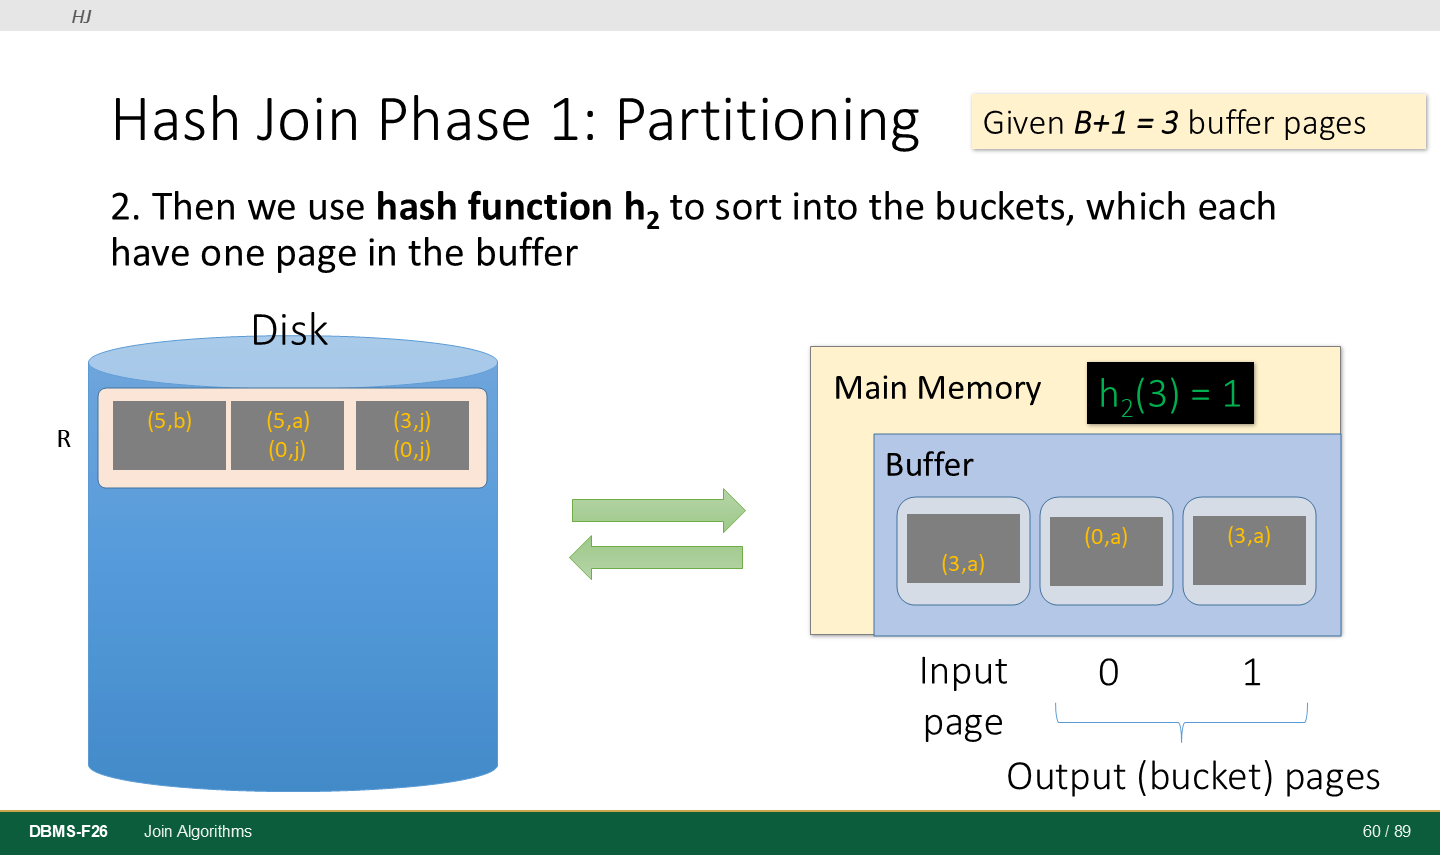 HJ
Hash Join Phase 1: Partitioning
Given B+1 = 3 buffer pages
2. Then we use hash function h2 to sort into the buckets, which each
have one page in the buffer
Disk
R
(5,b)
(5,a)
(0,j)
(3,j)
(0,j)
Main Memory
h2(3) = 1
Buffer
(3,a)
(0,a)
(3,a)
Input
page
0
1
Output (bucket) pages
DBMS-F26
Join Algorithms
60 / 89